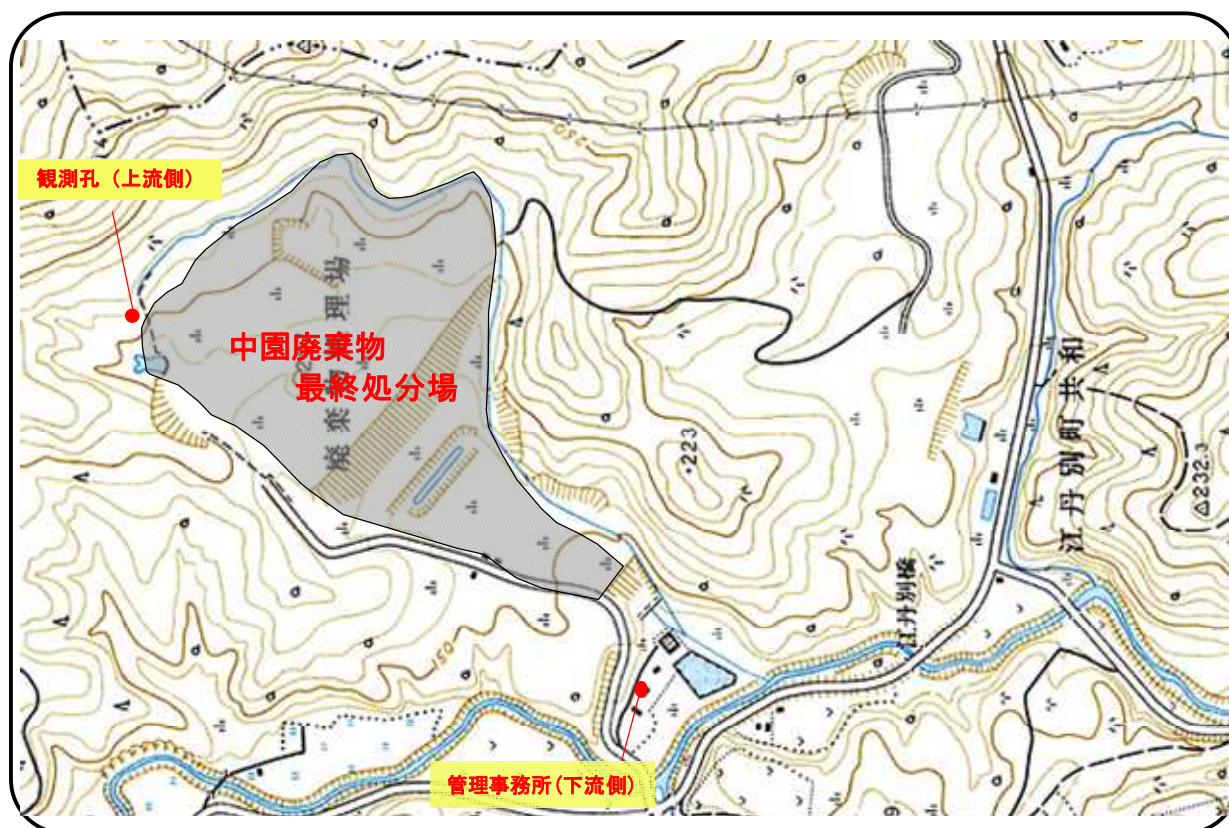 観測孔（上流側）
中園廃棄物
最終処分場
廃棄物処理場
250
・223
江丹別町共和
△232.3
江丹別橋
150
管理事務所(下流側)